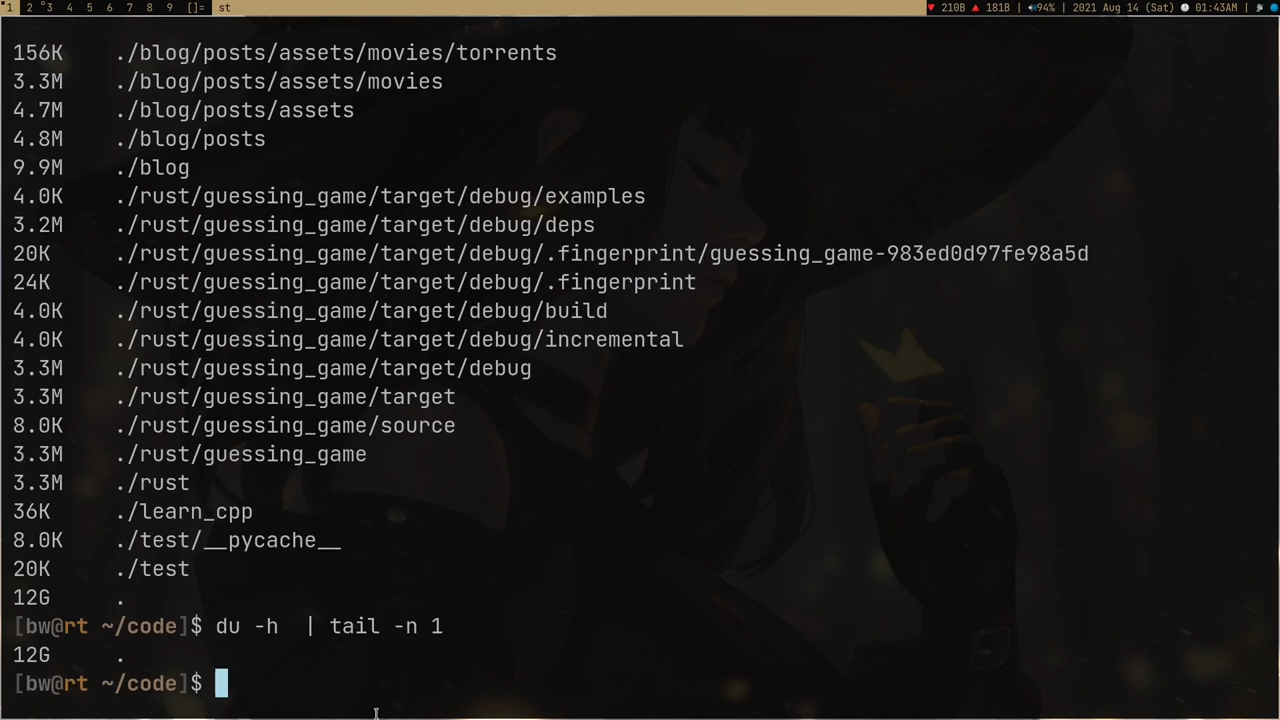 1 2 3 4 5 6 7 8 9 []= st 210B 181B | 94% | 2021 Aug 14 (Sat) 01:43AM |
156K ./blog/posts/assets/movies/torrents
3.3M ./blog/posts/assets/movies
4.7M ./blog/posts/assets
4.8M ./blog/posts
9.9M ./blog
4.0K ./rust/guessing_game/target/debug/examples
3.2M ./rust/guessing_game/target/debug/deps
20K ./rust/guessing_game/target/debug/.fingerprint/guessing_game-983ed0d97fe98a5d
24K ./rust/guessing_game/target/debug/.fingerprint
4.0K ./rust/guessing_game/target/debug/build
4.0K ./rust/guessing_game/target/debug/incremental
3.3M ./rust/guessing_game/target/debug
3.3M ./rust/guessing_game/target
8.0K ./rust/guessing_game/source
3.3M ./rust/guessing_game
3.3M ./rust
36K ./learn_cpp
8.0K ./test/__pycache__
20K ./test
12G .
[bw@rt ~/code]$ du -h  | tail -n 1
12G .
[bw@rt ~/code]$